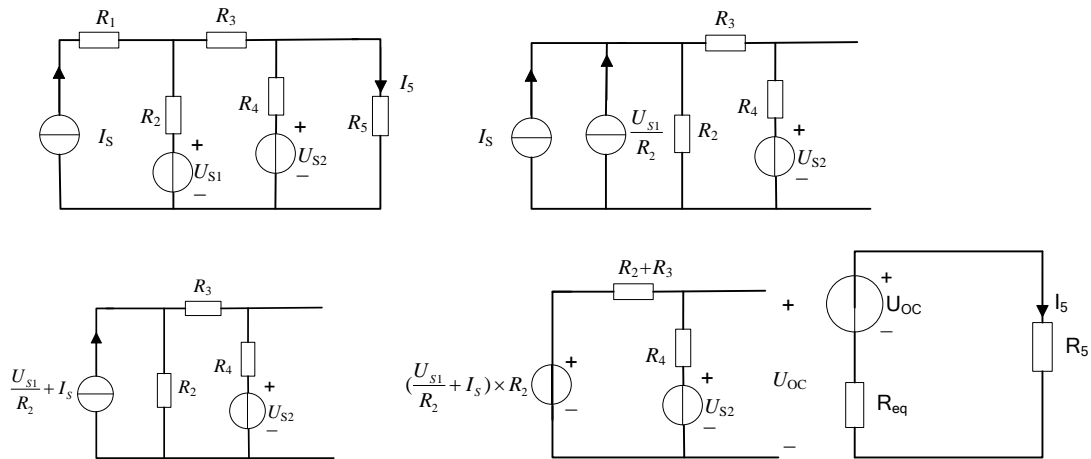 R1 R3
R2 R4 I5
IS + + R5
US1 US2
− −
R3
R4
IS US1/R2 R2 +
US2
−
R3
R4
US1/R2 + IS R2 +
US2
−
R2+R3
+
R4
(US1/R2 + IS) × R2 + + UOC
− US2
− −
+
UOC I5
− R5
Req